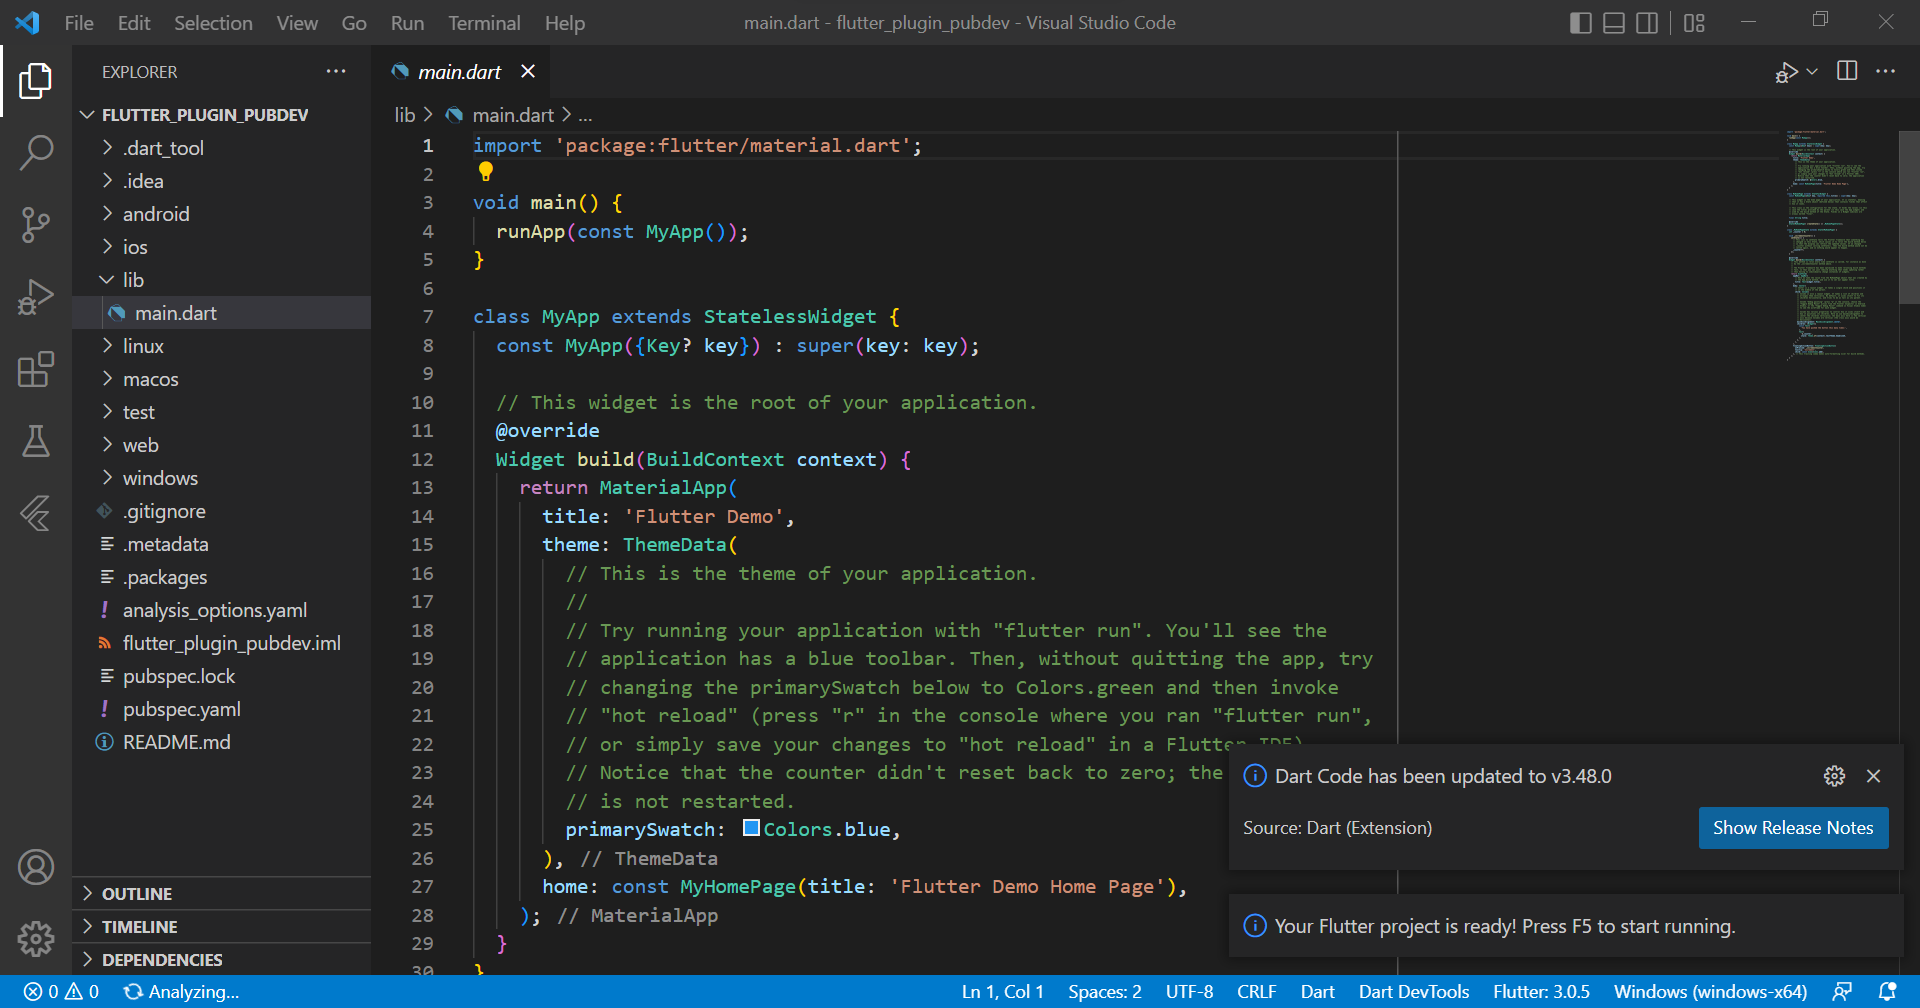 File Edit Selection View Go Run Terminal Help
main.dart - flutter_plugin_pubdev - Visual Studio Code
EXPLORER
FLUTTER_PLUGIN_PUBDEV
.dart_tool
.idea
android
ios
lib
main.dart
linux
macos
test
web
windows
.gitignore
.metadata
.packages
analysis_options.yaml
flutter_plugin_pubdev.iml
pubspec.lock
pubspec.yaml
README.md
OUTLINE
TIMELINE
DEPENDENCIES
main.dart
lib > main.dart > ...
1 import 'package:flutter/material.dart';
2
3 void main() {
4 runApp(const MyApp());
5 }
6
7 class MyApp extends StatelessWidget {
8 const MyApp({Key? key}) : super(key: key);
9
10 // This widget is the root of your application.
11 @override
12 Widget build(BuildContext context) {
13 return MaterialApp(
14 title: 'Flutter Demo',
15 theme: ThemeData(
16 // This is the theme of your application.
17 //
18 // Try running your application with "flutter run". You'll see the
19 // application has a blue toolbar. Then, without quitting the app, try
20 // changing the primarySwatch below to Colors.green and then invoke
21 // "hot reload" (press "r" in the console where you ran "flutter run",
22 // or simply save your changes to "hot reload" in a Flutter IDE)
23 // Notice that the counter didn't reset back to zero; the
24 // is not restarted.
25 primarySwatch: Colors.blue,
26 ), // ThemeData
27 home: const MyHomePage(title: 'Flutter Demo Home Page'),
28 ); // MaterialApp
29 }
30 }
Dart Code has been updated to v3.48.0
Source: Dart (Extension)
Show Release Notes
Your Flutter project is ready! Press F5 to start running.
0 0 Analyzing...
Ln 1, Col 1 Spaces: 2 UTF-8 CRLF Dart Dart DevTools Flutter: 3.0.5 Windows (windows-x64)